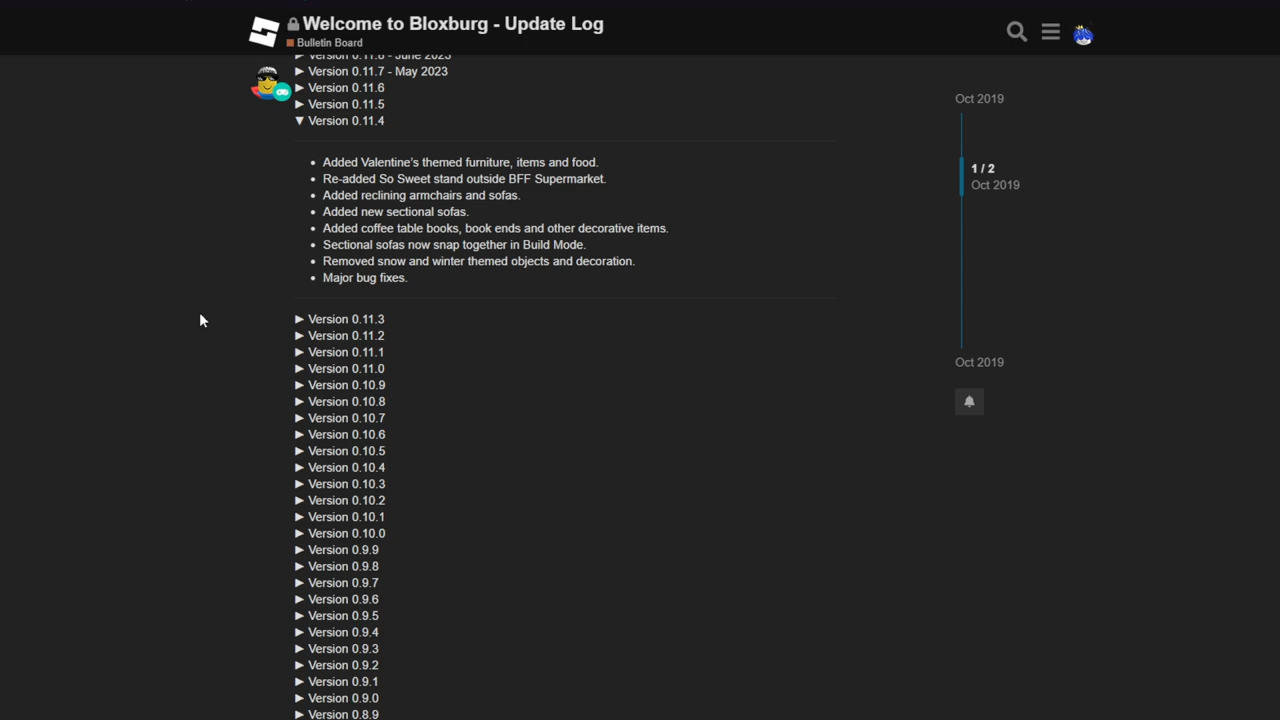 Welcome to Bloxburg - Update Log
Bulletin Board
Version 0.11.8 - June 2023
Version 0.11.7 - May 2023
Version 0.11.6
Version 0.11.5
Version 0.11.4
Added Valentine's themed furniture, items and food.
Re-added So Sweet stand outside BFF Supermarket.
Added reclining armchairs and sofas.
Added new sectional sofas.
Added coffee table books, book ends and other decorative items.
Sectional sofas now snap together in Build Mode.
Removed snow and winter themed objects and decoration.
Major bug fixes.
Version 0.11.3
Version 0.11.2
Version 0.11.1
Version 0.11.0
Version 0.10.9
Version 0.10.8
Version 0.10.7
Version 0.10.6
Version 0.10.5
Version 0.10.4
Version 0.10.3
Version 0.10.2
Version 0.10.1
Version 0.10.0
Version 0.9.9
Version 0.9.8
Version 0.9.7
Version 0.9.6
Version 0.9.5
Version 0.9.4
Version 0.9.3
Version 0.9.2
Version 0.9.1
Version 0.9.0
Version 0.8.9
Oct 2019
1 / 2
Oct 2019
Oct 2019